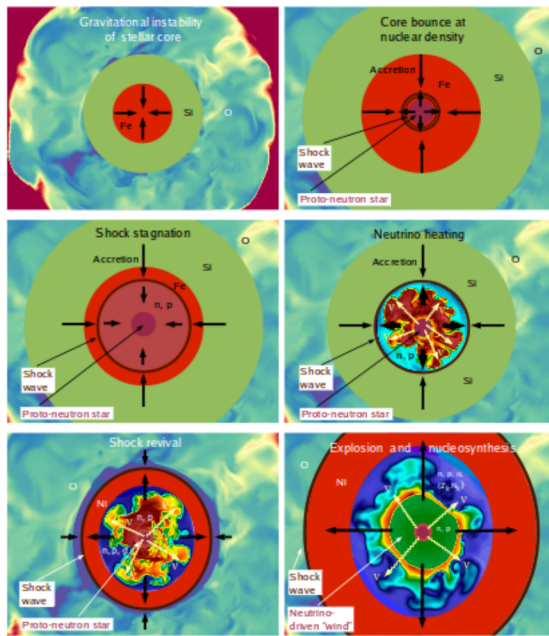 Gravitational instability
of stellar core
Fe
Si
O
Core bounce at
nuclear density
O
Accretion
Fe
Si
Shock
wave
Proto-neutron star
Shock stagnation
O
Accretion
Si
Fe
n, p
Shock
wave
Proto-neutron star
Neutrino heating
O
Accretion
Si
n, p
Shock
wave
Si
Proto-neutron star
Shock revival
O
Ni
n, p
ν
n, p, α
ν
Shock
wave
Proto-neutron star
Explosion and nucleosynthesis
O
Ni
n, p, α,
ν
ν
n, p
ν
ν
Shock
wave
Neutrino-
driven "wind"